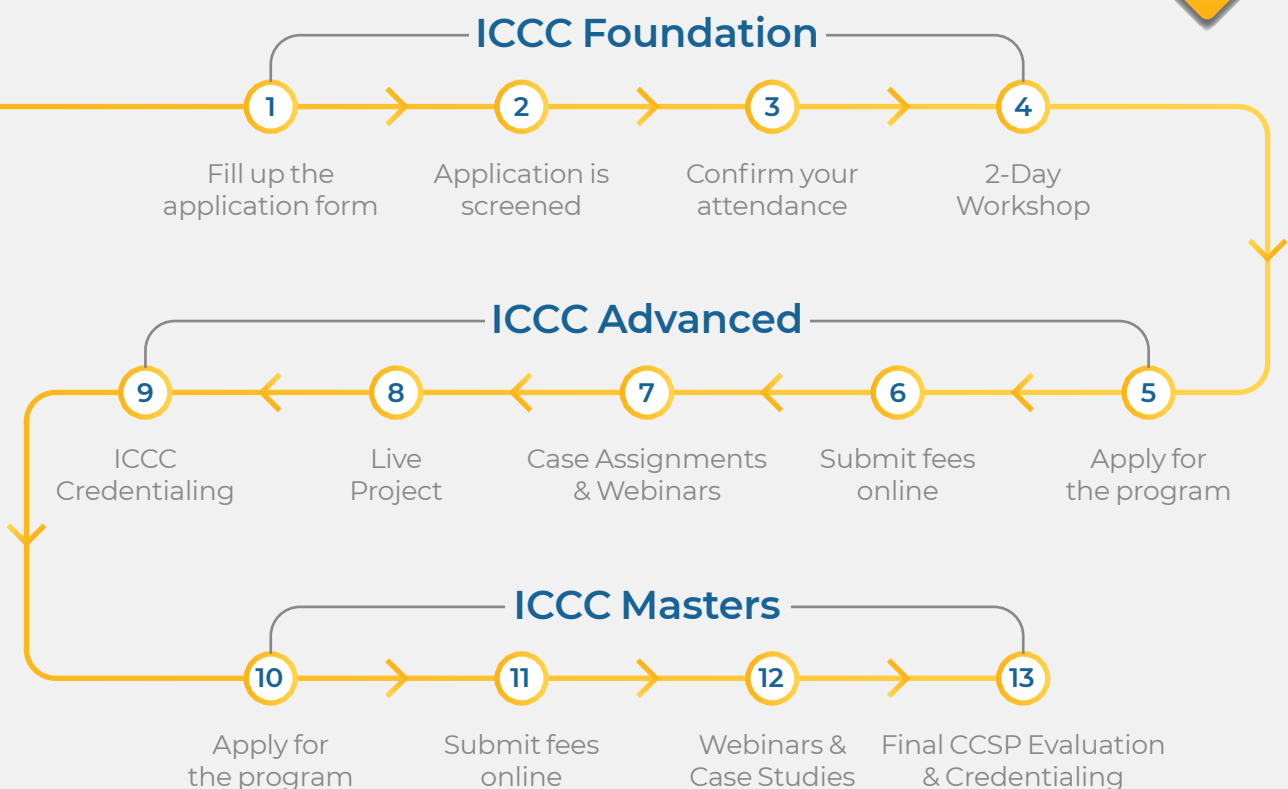 ICCC Foundation
1
2
3
4
Fill up the
application form
Application is
screened
Confirm your
attendance
2-Day
Workshop
ICCC Advanced
9
8
7
6
5
ICCC
Credentialing
Live
Project
Case Assignments
& Webinars
Submit fees
online
Apply for
the program
ICCC Masters
10
11
12
13
Apply for
the program
Submit fees
online
Webinars &
Case Studies
Final CCSP Evaluation
& Credentialing